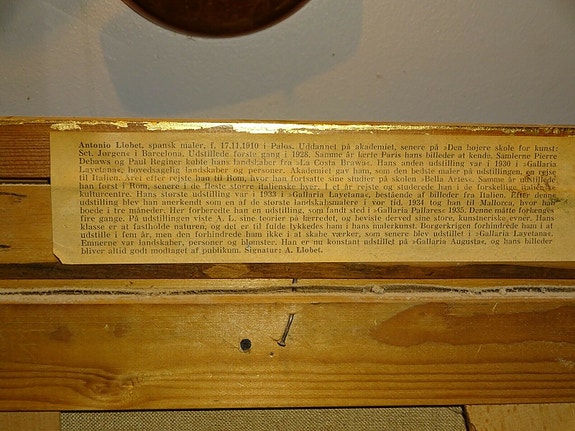 Antonio Llobet, spansk maler, f. 17.11.1910 i Palos. Uddannet på akademiet, senere på »Den højere skole for kunst:
Set. Jorgen« i Barcelona. Udstillede første gang i 1928. Samme år lærte Paris hans billeder at kende. Samlerne Pierre
Debaws og Paul Reginer købte hans landskaber fra »La Costa Brawa«. Hans anden udstilling var i 1930 i »Gallaria
Layetana«, hovedsagelig landskaber og personer. Akademiet gav ham, som den bedste maler på udstillingen, en rejse
til Italien. Året efter rejste han til Rom, hvor han fortsatte sine studier på skolen »Bella Aries«. Samme år udstillede
han først i Rom, senere i de fleste større italienske byer. I et år rejste og studerede han i de forskellige italienske
kulturcentre. Hans største udstilling var i 1933 i »Gallaria Layetana«, bestående af billeder fra Italien. Efter denne
udstilling blev han anerkendt som en af de største landskabsmalere i vor tid. 1934 tog han til Mallorca, hvor han
boede i tre måneder. Her forberedte han en udstilling, som fandt sted i »Gallaria Pallarese« 1935. Denne måtte forlænges
fire gange. På udstillingen viste A. L. sine teorier på bredden, og heviste derved sine store, kunstneriske evner. Hans
klasse er at fastholde naturen, og det er til fulde lykkedes ham i hans malerkunst. Borgerkrigen forhindrede ham i at
udstille i fem år, men den forhindrede ham ikke i at skabe værker, som senere blev udstillet i »Gallaria Layetana«.
Emnerne var landskaber, personer og blomster. Han er nu konstant udstillet på »Gallaria Augusta«, og hans billeder
bliver altid godt modtaget af publikum. Signatur: A. Llobet.